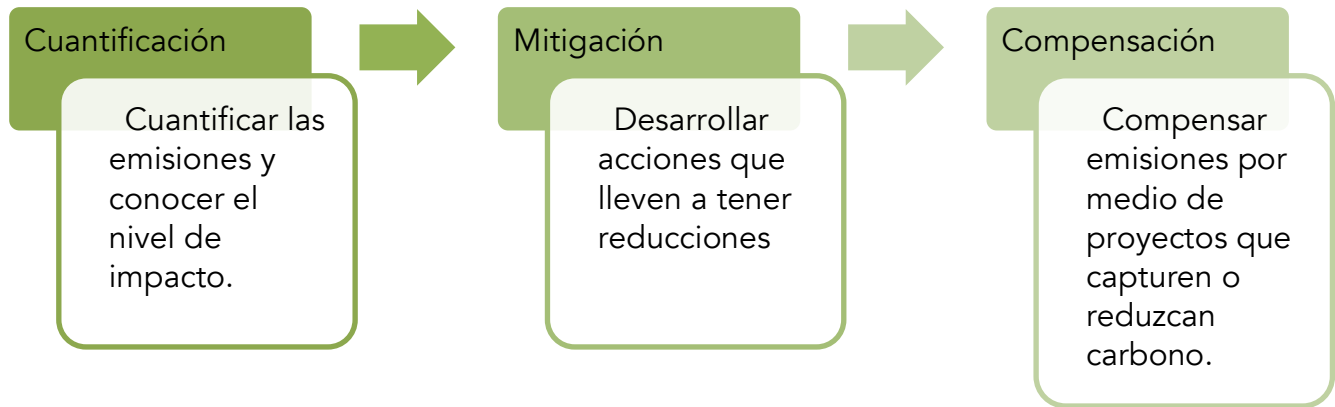 Cuantificación
Cuantificar las
emisiones y
conocer el
nivel de
impacto.
Mitigación
Desarrollar
acciones que
lleven a tener
reducciones
Compensación
Compensar
emisiones por
medio de
proyectos que
capturen o
reduzcan
carbono.